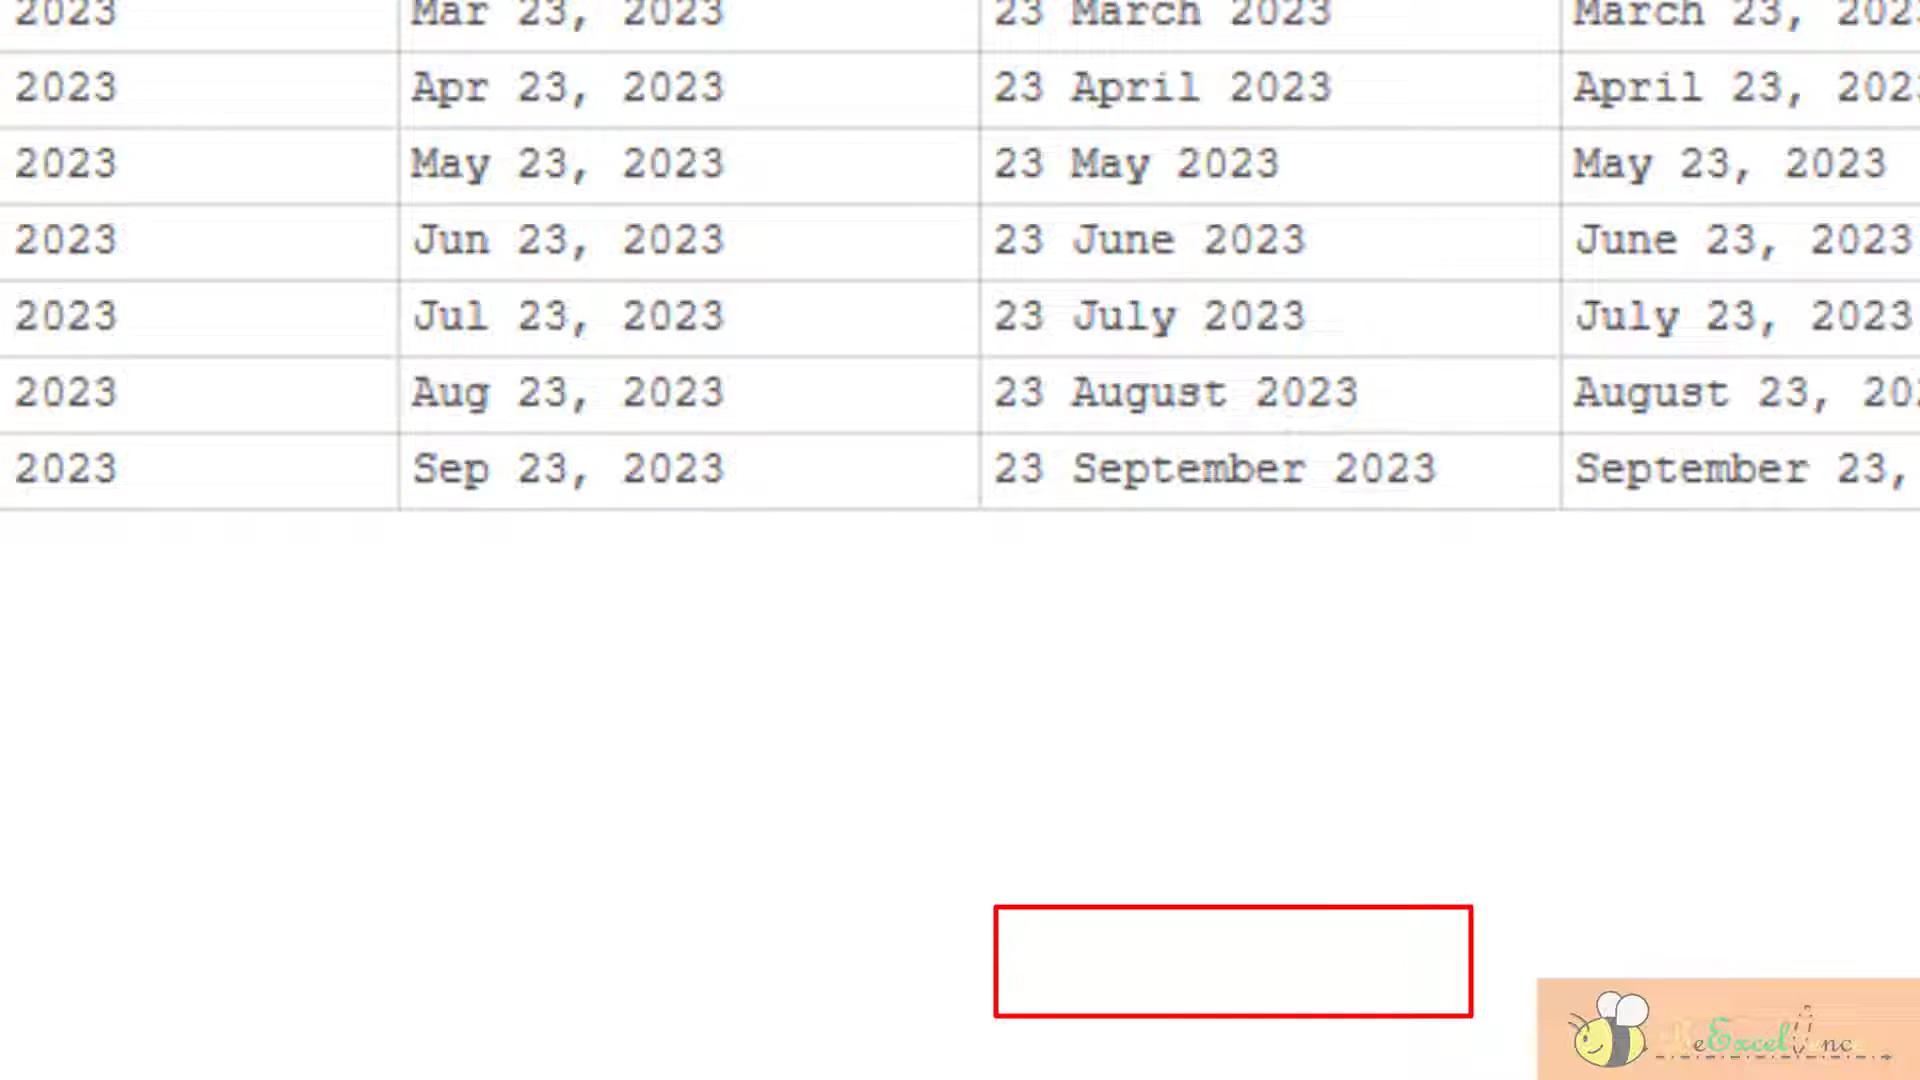 2023 Mar 23, 2023 23 March 2023 March 23, 202
2023 Apr 23, 2023 23 April 2023 April 23, 202
2023 May 23, 2023 23 May 2023 May 23, 2023
2023 Jun 23, 2023 23 June 2023 June 23, 2023
2023 Jul 23, 2023 23 July 2023 July 23, 2023
2023 Aug 23, 2023 23 August 2023 August 23, 20
2023 Sep 23, 2023 23 September 2023 September 23,